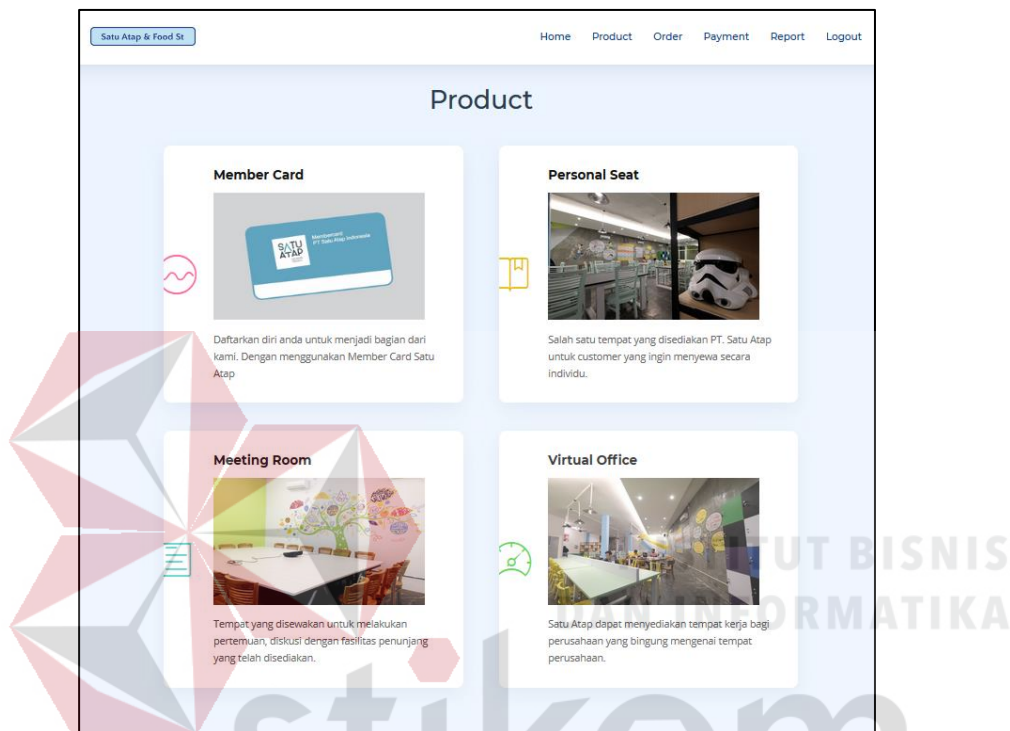 Satu Atap & Food St
Home Product Order Payment Report Logout
Product
Member Card
SATU
ATAP
Membercard
PT Satu Atap Indonesia
Daftarkan diri anda untuk menjadi bagian dari
kami. Dengan menggunakan Member Card Satu
Atap
Personal Seat
Salah satu tempat yang disediakan PT. Satu Atap
untuk customer yang ingin menyewa secara
individu.
Meeting Room
Tempat yang disewakan untuk melakukan
pertemuan, diskusi dengan fasilitas penunjang
yang telah disediakan.
Virtual Office
Satu Atap dapat menyediakan tempat kerja bagi
perusahaan yang bingung mengenai tempat
perusahaan.
BISNIS
DAN INFORMATIKA
stikom